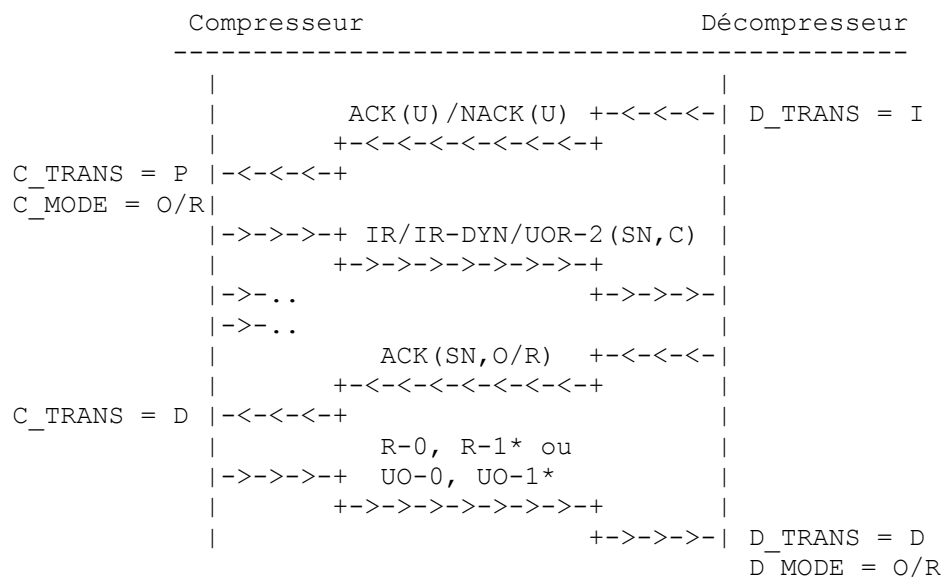 Compresseur                     Décompresseur
----------------------------------------------
|                               |
|        ACK(U)/NACK(U) +-<-<-<-| D_TRANS = I
|       +-<-<-<-<-<-<-<-+       |
C_TRANS = P |-<-<-<-+                       |
C_MODE = O/R|                               |
|->->->-+ IR/IR-DYN/UOR-2(SN,C) |
|       +->->->->->->->-+       |
|->-..                  +->->->-|
|->-..                          |
|          ACK(SN,O/R)  +-<-<-<-|
|       +-<-<-<-<-<-<-<-+       |
C_TRANS = D |-<-<-<-+                       |
|          R-0, R-1* ou         |
|->->->-+  UO-0, UO-1*          |
|       +->->->->->->->-+       |
|                       +->->->-| D_TRANS = D
D_MODE = O/R